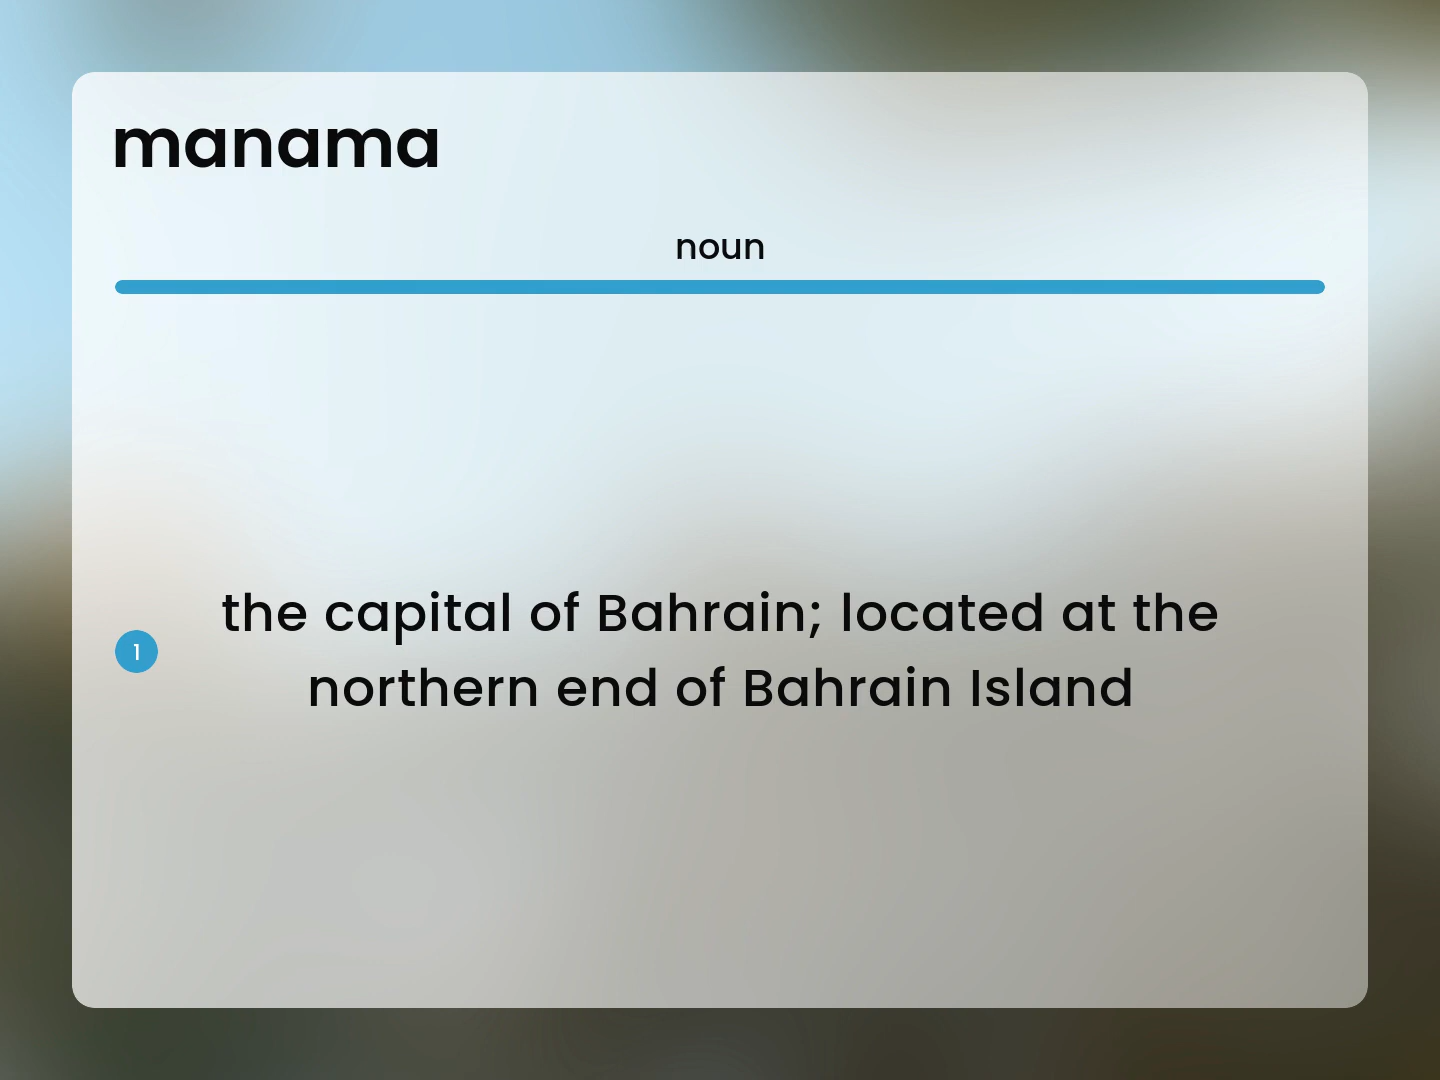 manama
noun
1
the capital of Bahrain; located at the
northern end of Bahrain Island